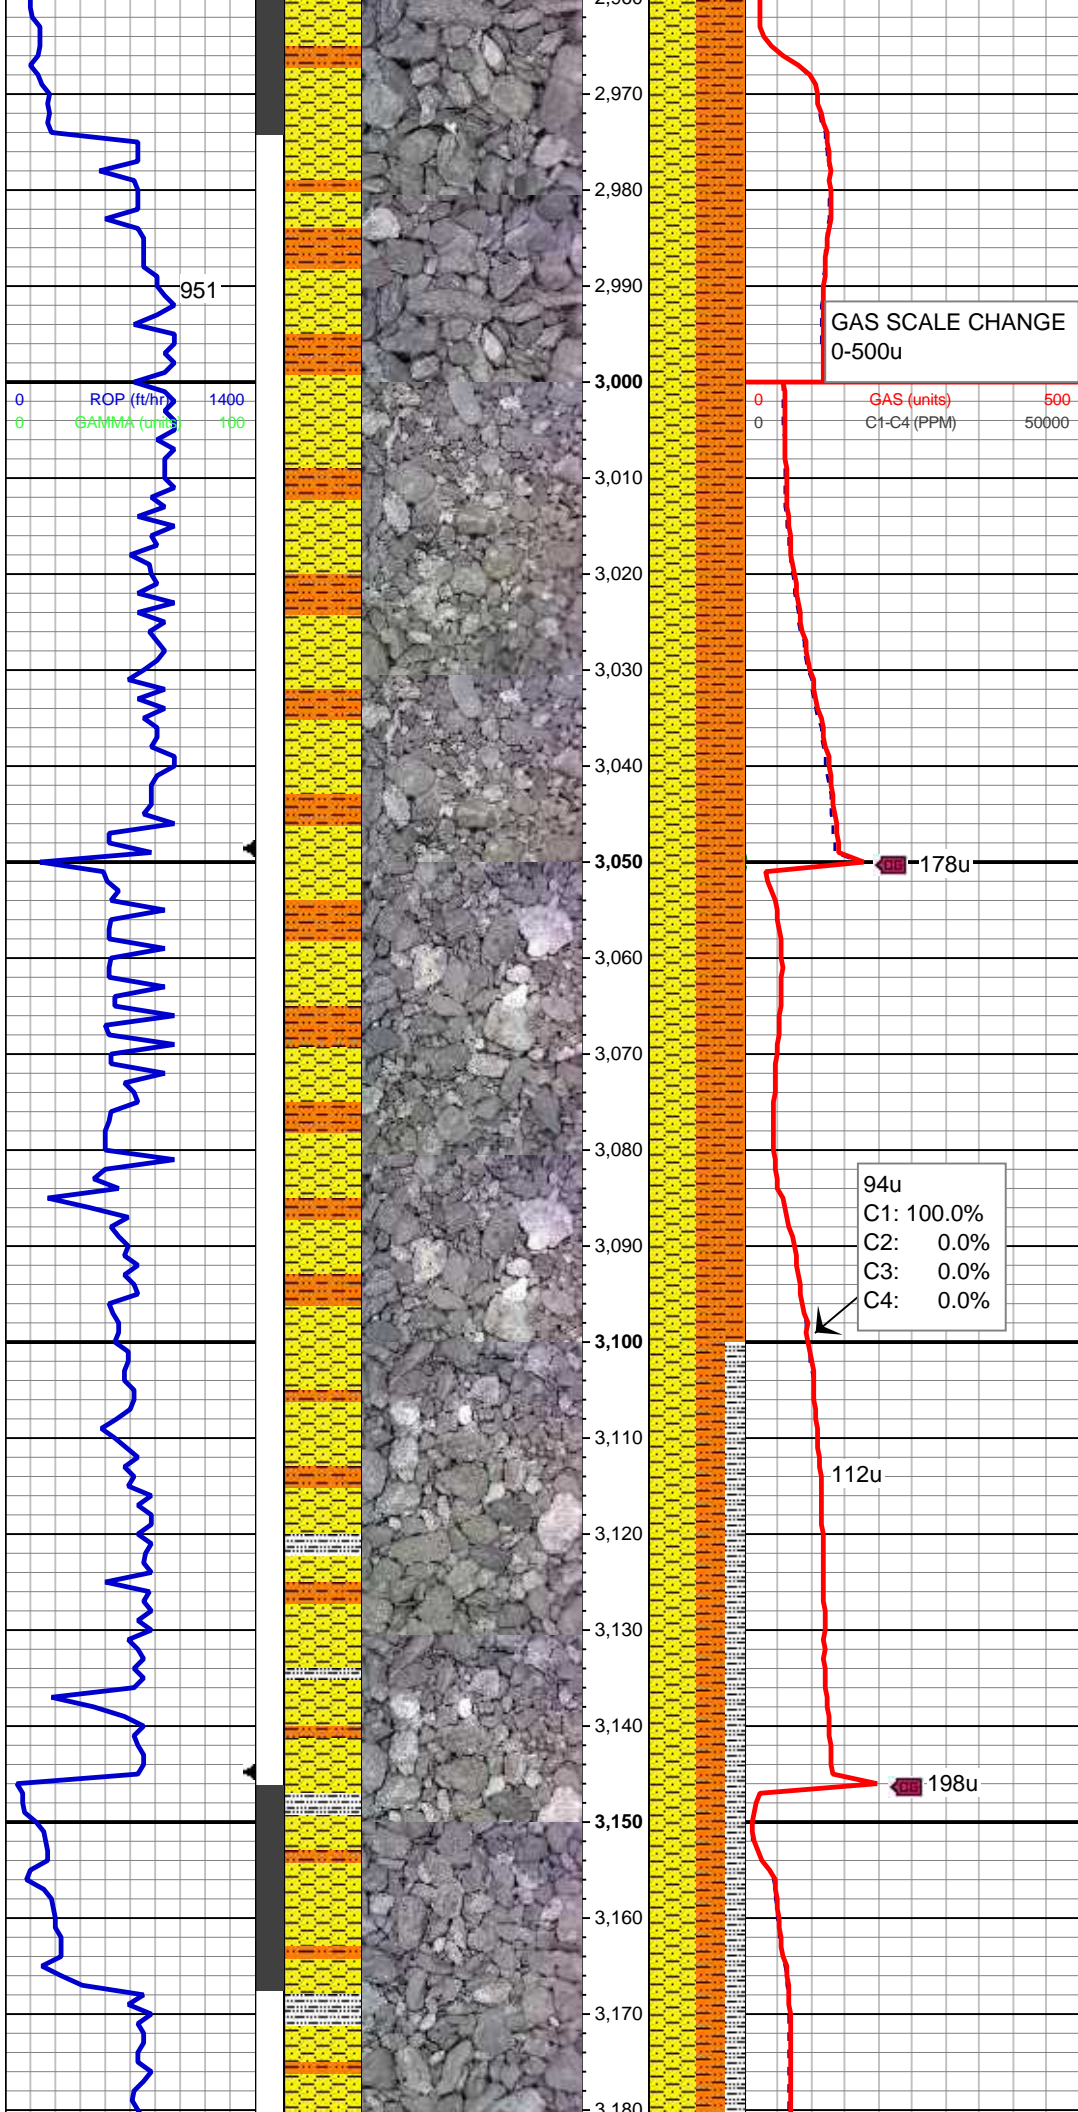 2,970
2,980
951
2,990
GAS SCALE CHANGE
0-500u
3,000
0 ROP (ft/hr) 1400
0 GAMMA (units) 100
0 GAS (units) 500
0 C1-C4 (PPM) 50000
3,010
3,020
3,030
3,040
3,050
CG 178u
3,060
3,070
3,080
94u
C1: 100.0%
C2: 0.0%
C3: 0.0%
C4: 0.0%
3,090
3,100
3,110
112u
3,120
3,130
3,140
CG 198u
3,150
3,160
3,170
3,180